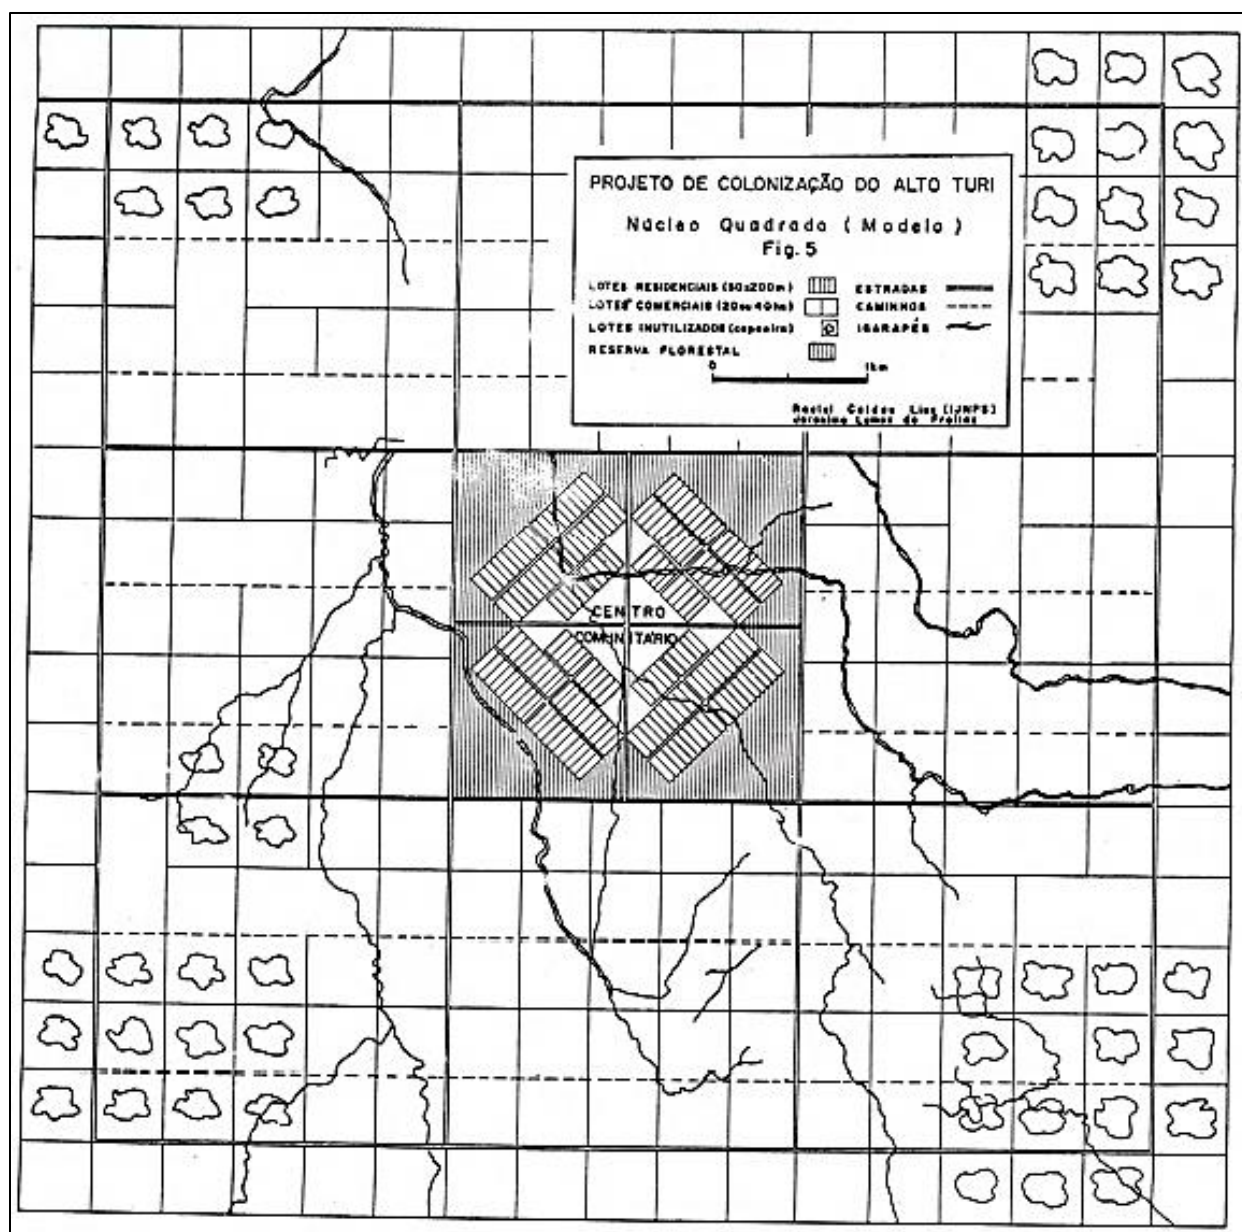 PROJETO DE COLONIZAÇÃO DO ALTO TURI
Núcleo Quadrado (Modelo)
Fig. 5
LOTES RESIDENCIAIS (50x200m) ESTRADAS
LOTES COMERCIAIS (20 ou 40ha) CAMINHOS
LOTES INUTILIZADOS (capoeira) IGARAPÉS
RESERVA FLORESTAL
0 1km
CENTRO
COMUNITÁRIO